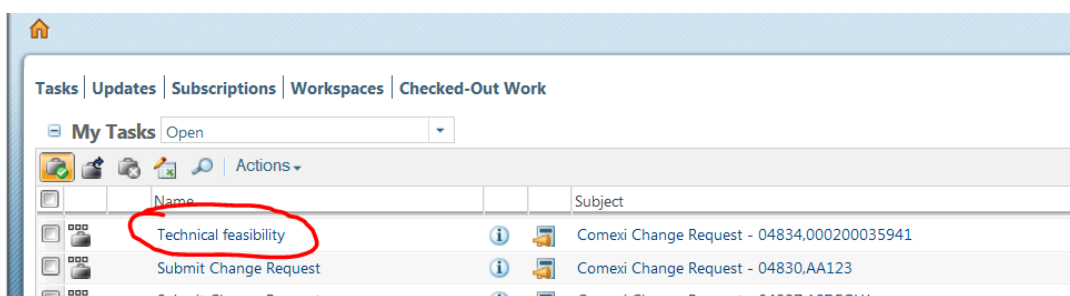 Tasks Updates Subscriptions Workspaces Checked-Out Work
My Tasks Open
Actions
Name Subject
Technical feasibility Comexi Change Request - 04834,000200035941
Submit Change Request Comexi Change Request - 04830,AA123